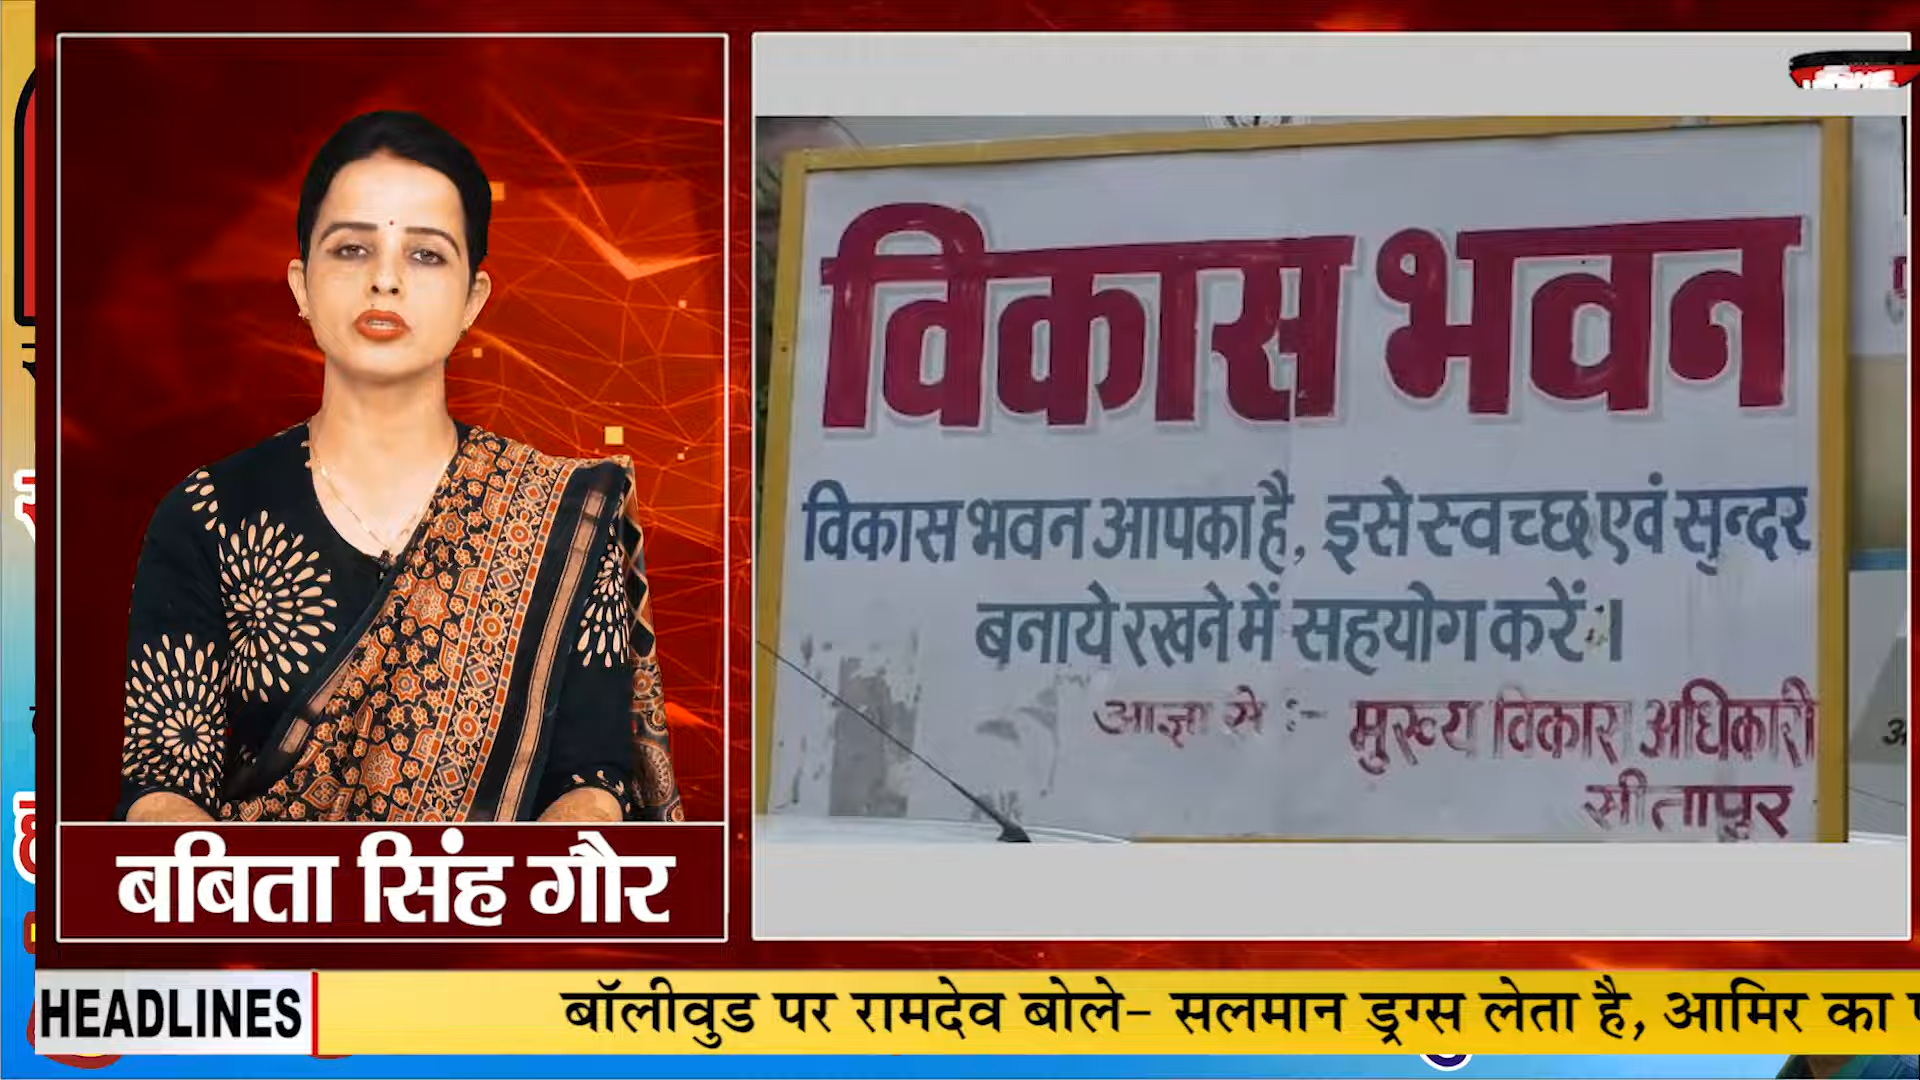 विकास भवन
विकास भवन आपका है, इसे स्वच्छ एवं सुन्दर
बनाये रखने में सहयोग करें।
आज्ञा से :- मुख्य विकास अधिकारी
सीतापुर
बबिता सिंह गौर
HEADLINES
बॉलीवुड पर रामदेव बोले- सलमान ड्रग्स लेता है, आमिर का